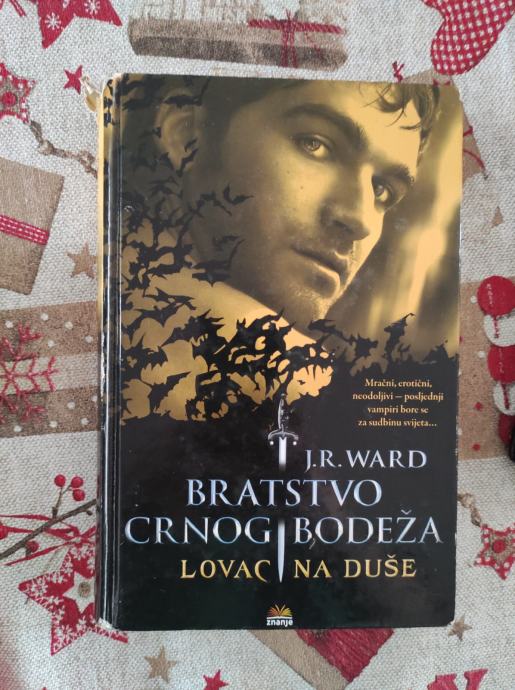 Mračni, erotični,
neodoljivi – posljednji
vampiri bore se
za sudbinu svijeta...
J.R. WARD
BRATSTVO
CRNOG BODEŽA
LOVAC NA DUŠE
znanje